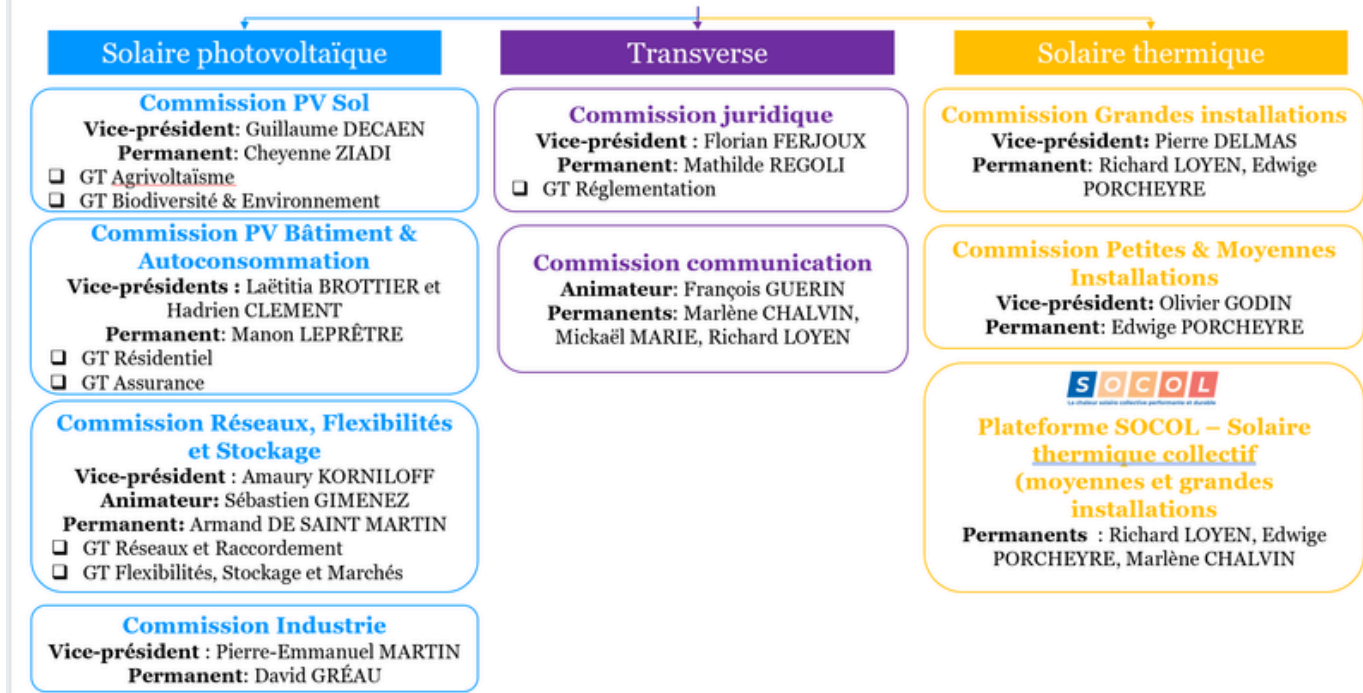 Solaire photovoltaïque
Commission PV Sol
Vice-président: Guillaume DECAEN
Permanent: Cheyenne ZIADI
❑ GT Agrivoltaïsme
❑ GT Biodiversité & Environnement
Commission PV Bâtiment &
Autoconsommation
Vice-présidents : Laëtitia BROTTIER et
Hadrien CLEMENT
Permanent: Manon LEPRÊTRE
❑ GT Résidentiel
❑ GT Assurance
Commission Réseaux, Flexibilités
et Stockage
Vice-président : Amaury KORNILOFF
Animateur: Sébastien GIMENEZ
Permanent: Armand DE SAINT MARTIN
❑ GT Réseaux et Raccordement
❑ GT Flexibilités, Stockage et Marchés
Commission Industrie
Vice-président : Pierre-Emmanuel MARTIN
Permanent: David GRÉAU
Transverse
Commission juridique
Vice-président : Florian FERJOUX
Permanent: Mathilde REGOLI
❑ GT Réglementation
Commission communication
Animateur: François GUERIN
Permanents: Marlène CHALVIN,
Mickaël MARIE, Richard LOYEN
Solaire thermique
Commission Grandes installations
Vice-président: Pierre DELMAS
Permanent: Richard LOYEN, Edwige
PORCHEYRE
Commission Petites & Moyennes
Installations
Vice-président: Olivier GODIN
Permanent: Edwige PORCHEYRE
SOCOL
La chaleur solaire collective performante et durable
Plateforme SOCOL – Solaire
thermique collectif
(moyennes et grandes
installations
Permanents : Richard LOYEN, Edwige
PORCHEYRE, Marlène CHALVIN